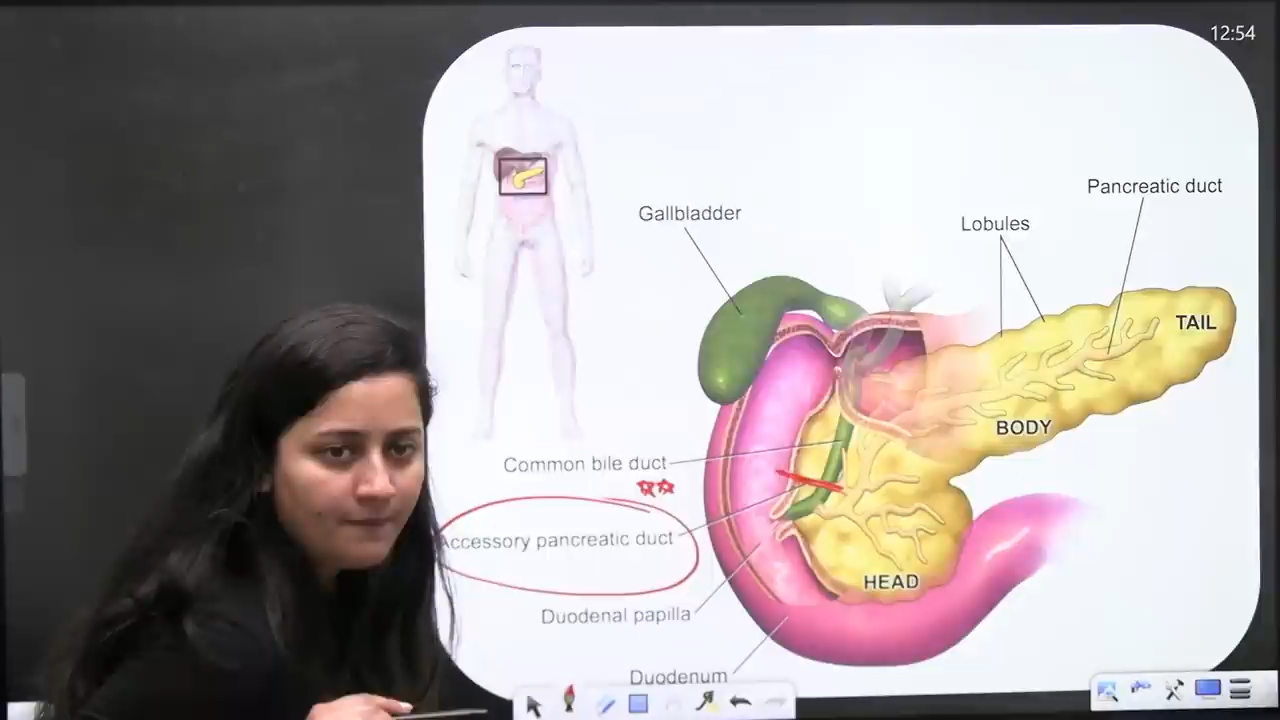 12:54
Pancreatic duct
Gallbladder
Lobules
TAIL
BODY
Common bile duct
Accessory pancreatic duct
HEAD
Duodenal papilla
Duodenum